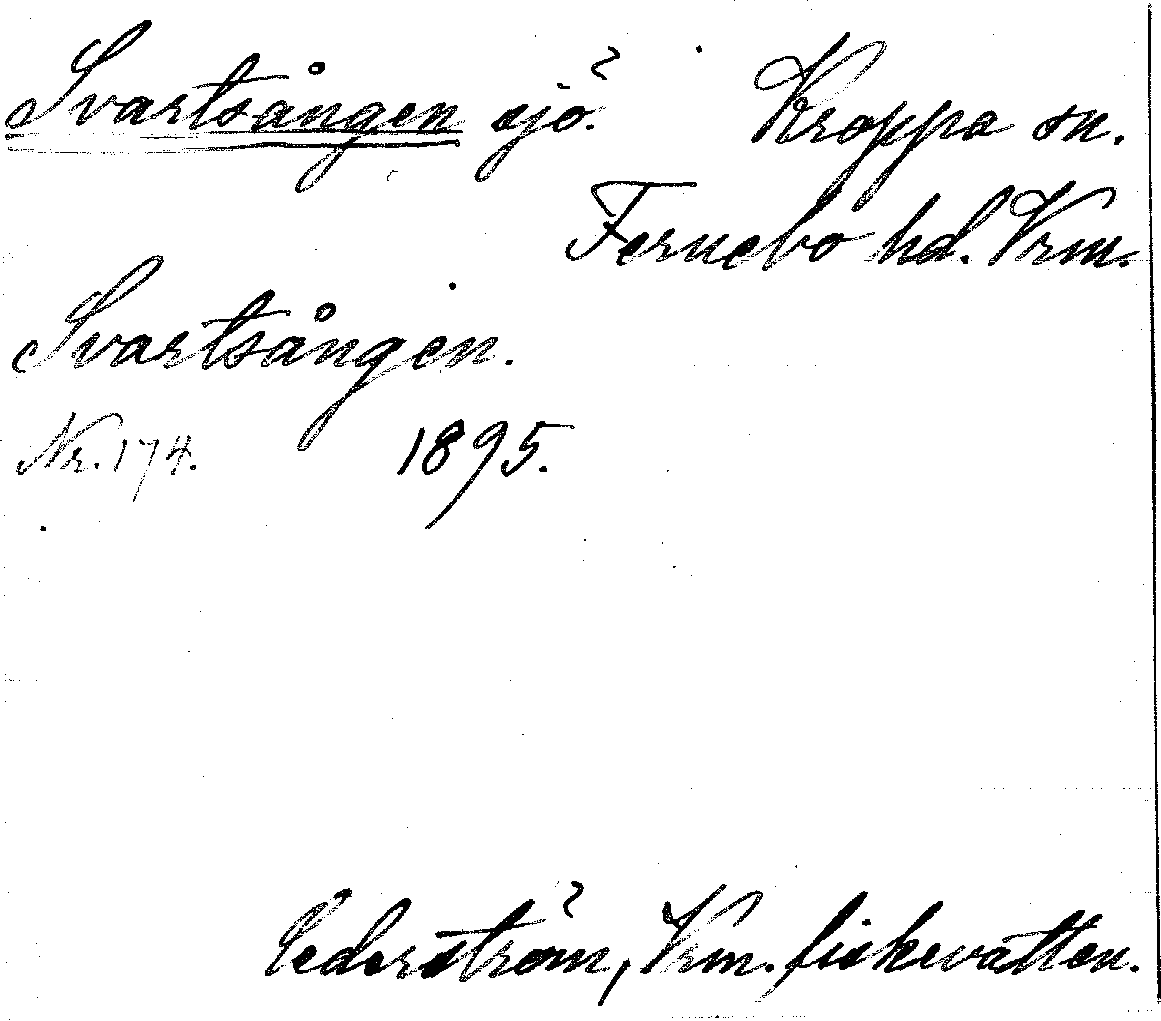 Svartsången sjö. Kroppa sn.
Fernebo hd. Vrm.
Svartsången.
Nr. 174. 1895.
Cederström, Vrm. fiskevatten.